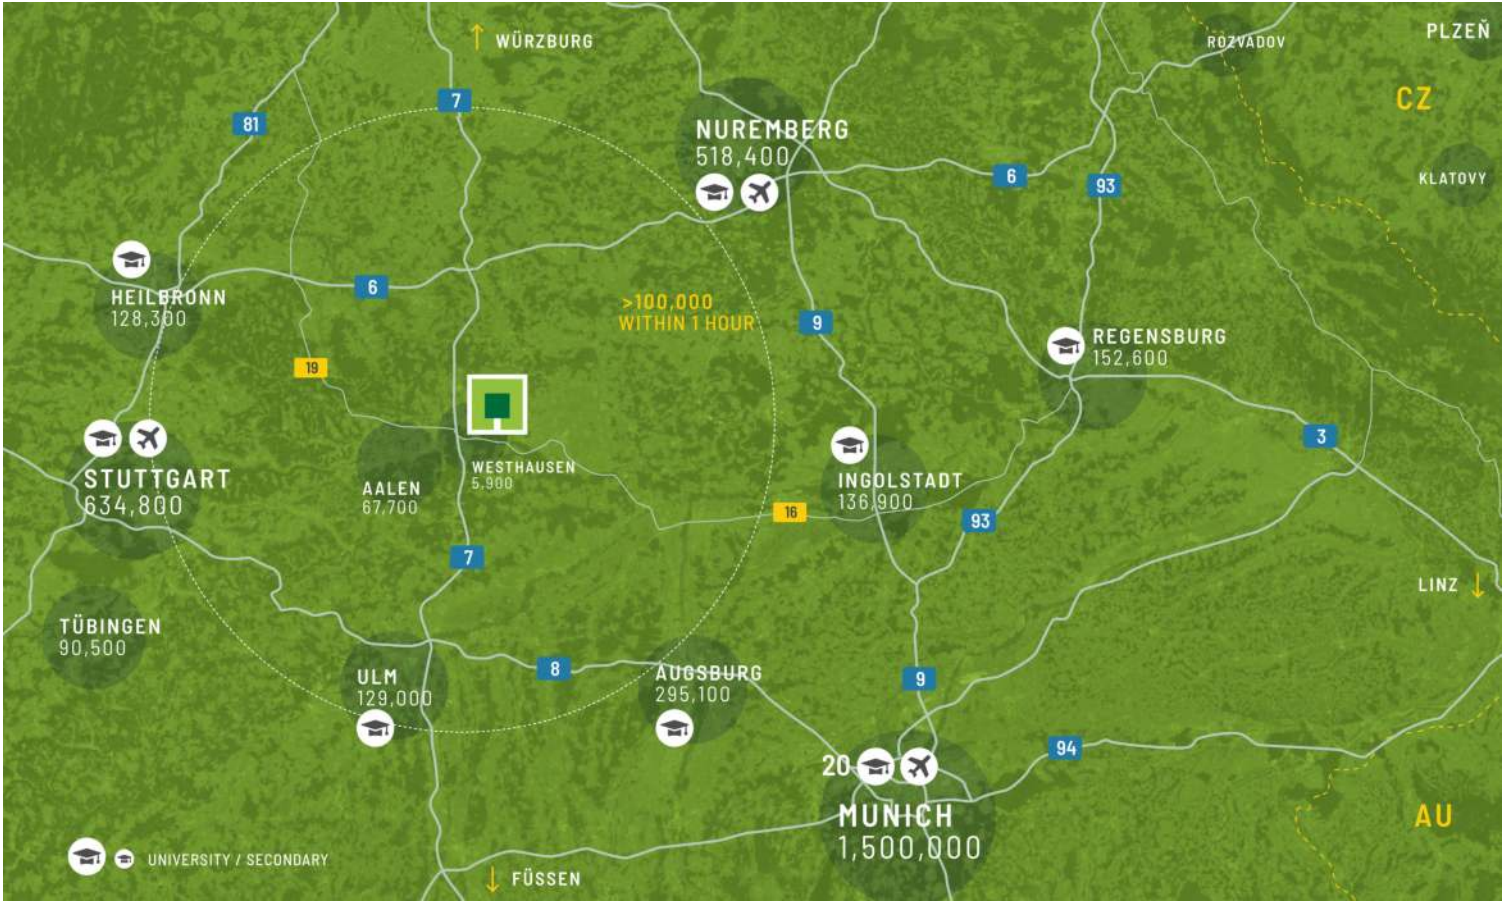 WÜRZBURG
ROZVADOV
PLZEŇ
CZ
7
81
NUREMBERG
518,400
6
93
KLATOVY
HEILBRONN
128,300
6
>100,000
WITHIN 1 HOUR
9
REGENSBURG
152,600
19
3
STUTTGART
634,800
AALEN
67,700
WESTHAUSEN
5,900
INGOLSTADT
136,900
16
93
7
LINZ
TÜBINGEN
90,500
ULM
129,000
8
AUGSBURG
295,100
9
94
20
MUNICH
1,500,000
AU
UNIVERSITY / SECONDARY
FÜSSEN